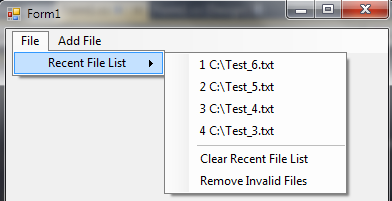 Form1
File Add File
Recent File List
1 C:\Test_6.txt
2 C:\Test_5.txt
3 C:\Test_4.txt
4 C:\Test_3.txt
Clear Recent File List
Remove Invalid Files